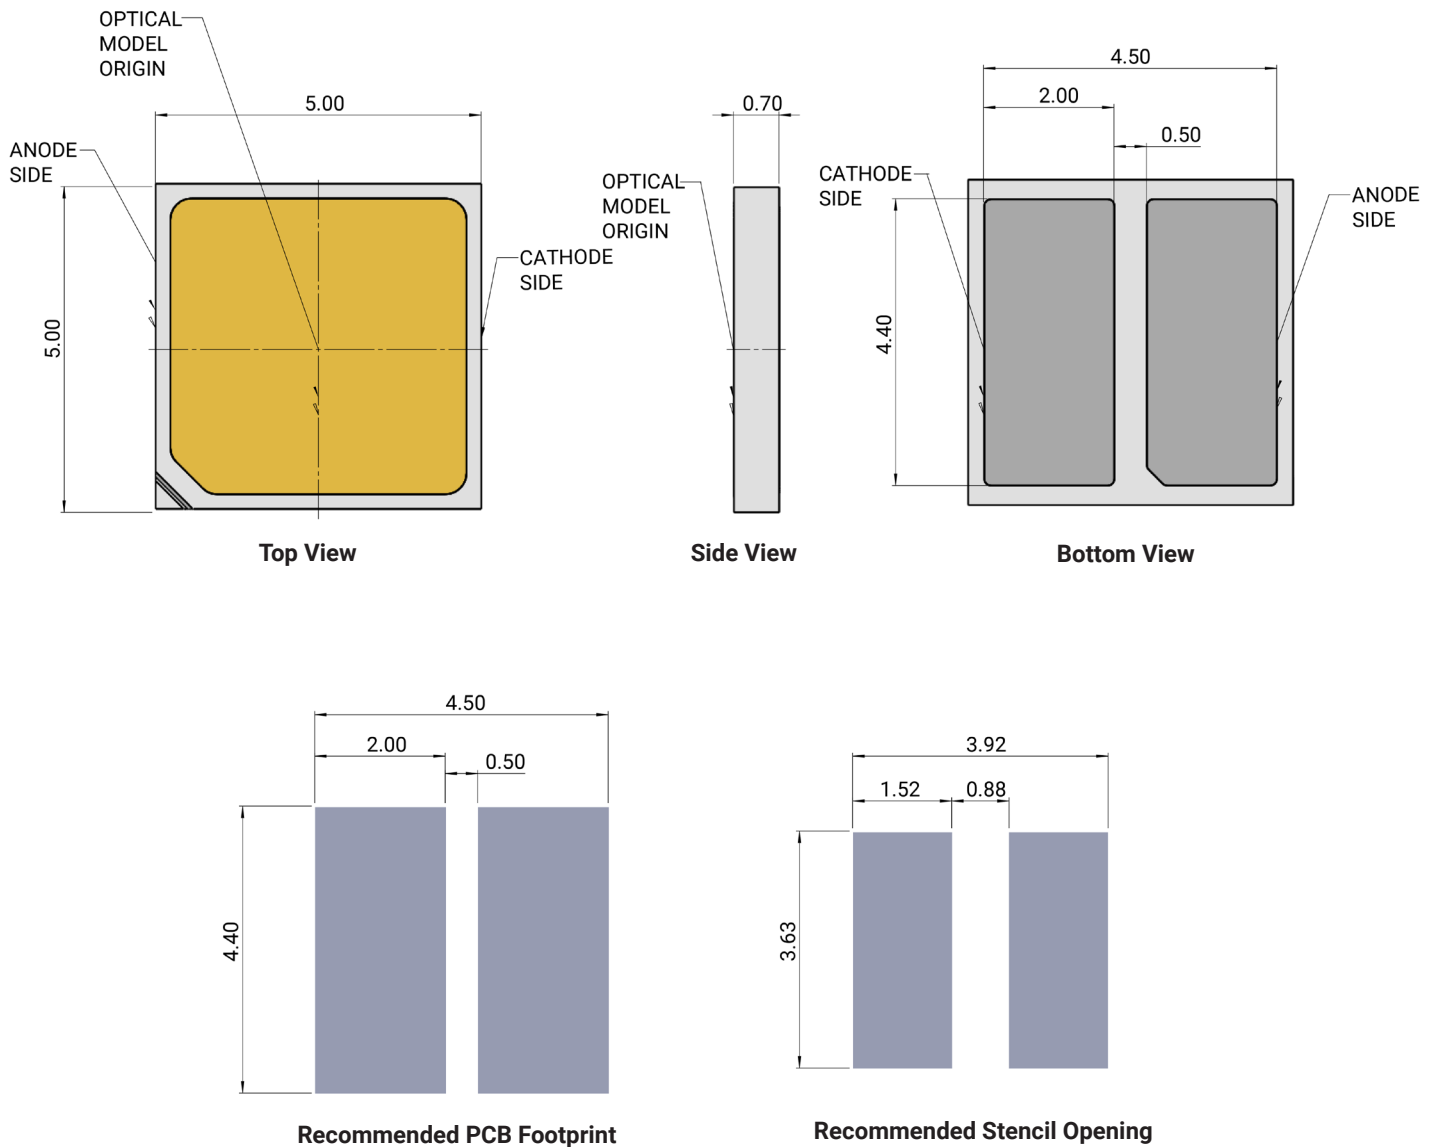 OPTICAL
MODEL
ORIGIN
5.00
ANODE
SIDE
CATHODE
SIDE
5.00
Top View
0.70
OPTICAL
MODEL
ORIGIN
Side View
4.50
2.00
0.50
CATHODE
SIDE
ANODE
SIDE
4.40
Bottom View
4.50
2.00
0.50
4.40
Recommended PCB Footprint
3.92
1.52
0.88
3.63
Recommended Stencil Opening